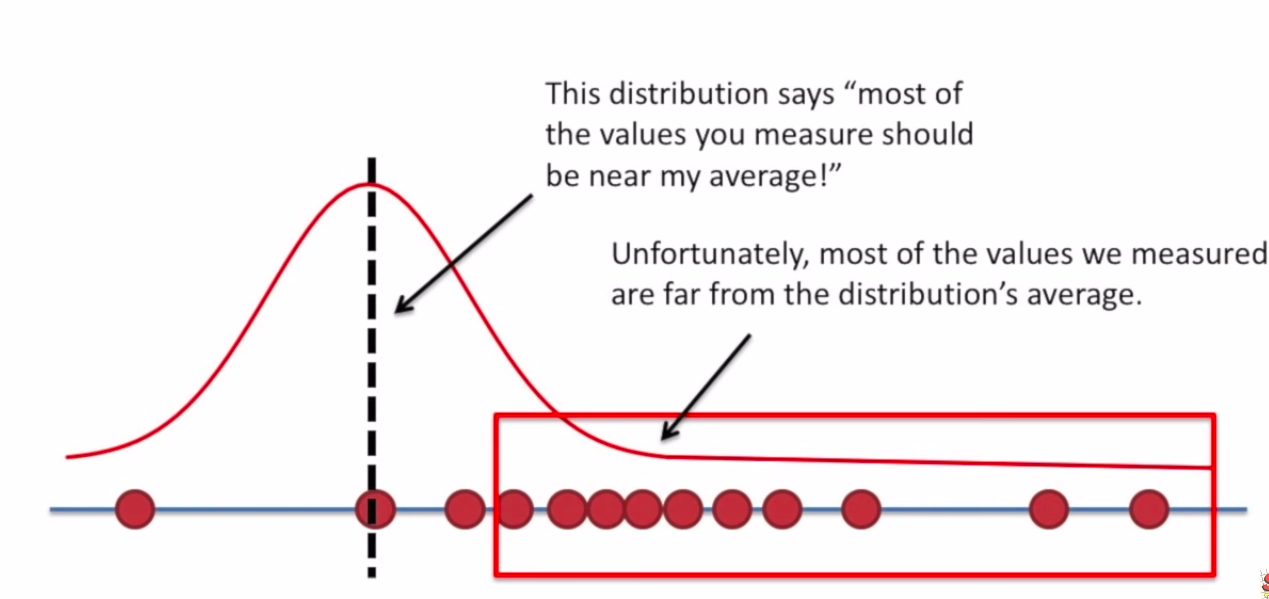 This distribution says “most of
the values you measure should
be near my average!”
Unfortunately, most of the values we measured
are far from the distribution’s average.